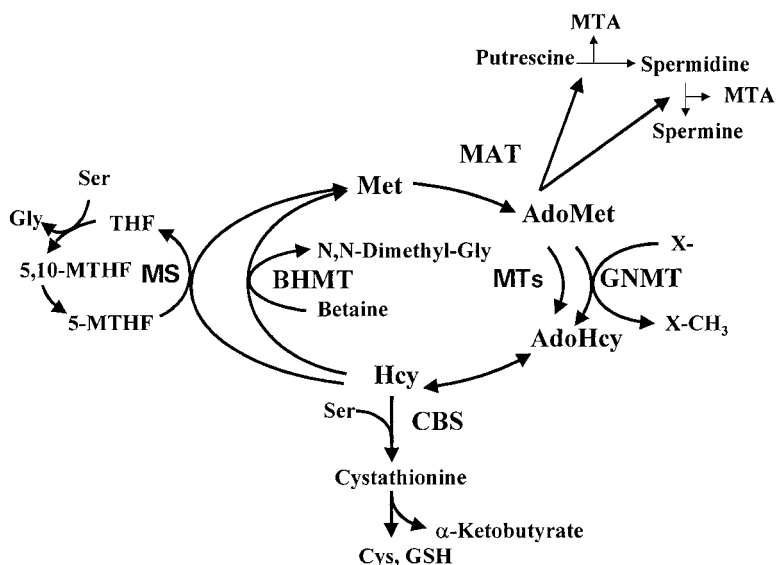 MTA
Putrescine
Spermidine
MTA
Spermine
MAT
Met
AdoMet
Ser
Gly
THF
5,10-MTHF
MS
5-MTHF
N,N-Dimethyl-Gly
BHMT
Betaine
MTs
GNMT
X-
X-CH₃
AdoHcy
Hcy
Ser
CBS
Cystathionine
α-Ketobutyrate
Cys, GSH